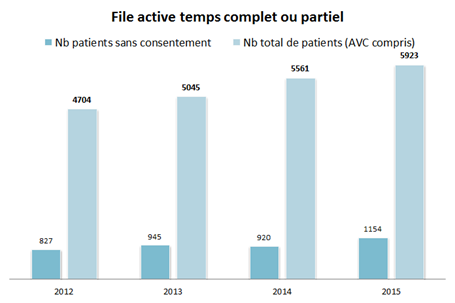 File active temps complet ou partiel
Nb patients sans consentement Nb total de patients (AVC compris)
5923
5561
5045
4704
1154
945
920
827
2012 2013 2014 2015